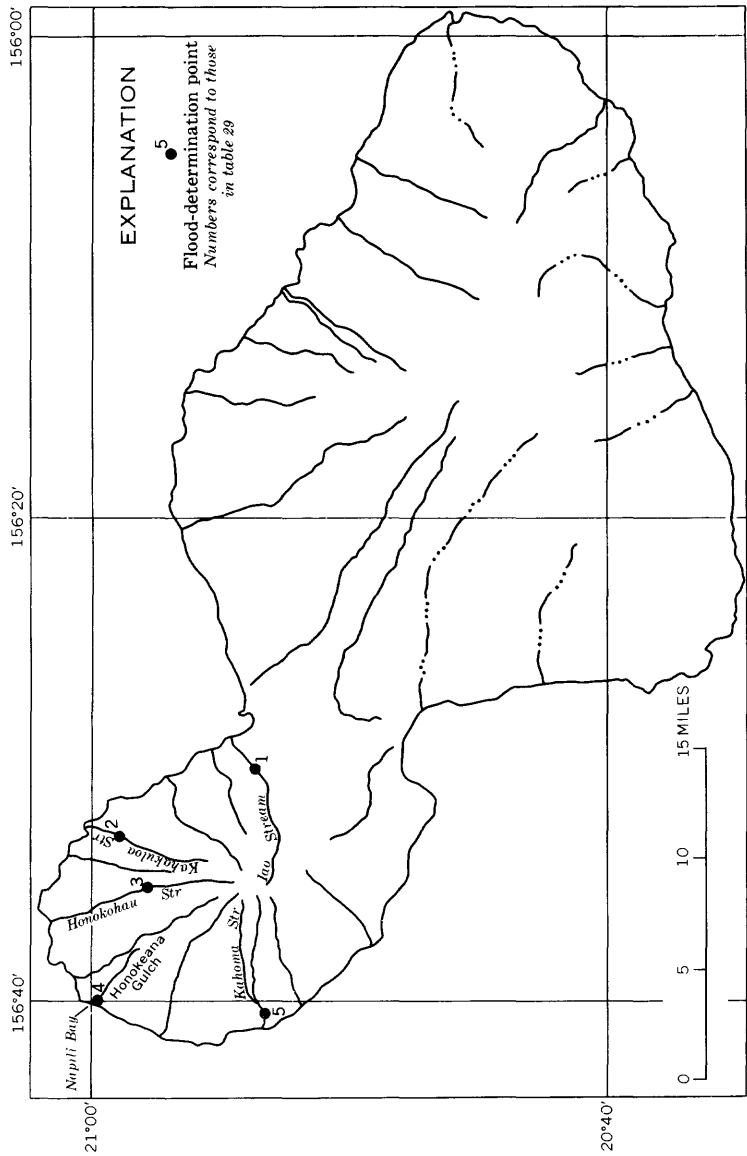 156°40'
156°20'
156°00'
21°00'
20°40'
EXPLANATION
5
Flood-determination point
Numbers correspond to those
in table 29
Napili Bay
4
Honokeana
Gulch
Honokohau
Str
3
Kahakuloa
Str
2
Iao Stream
1
Kahoma Str
5
0 5 10 15 MILES